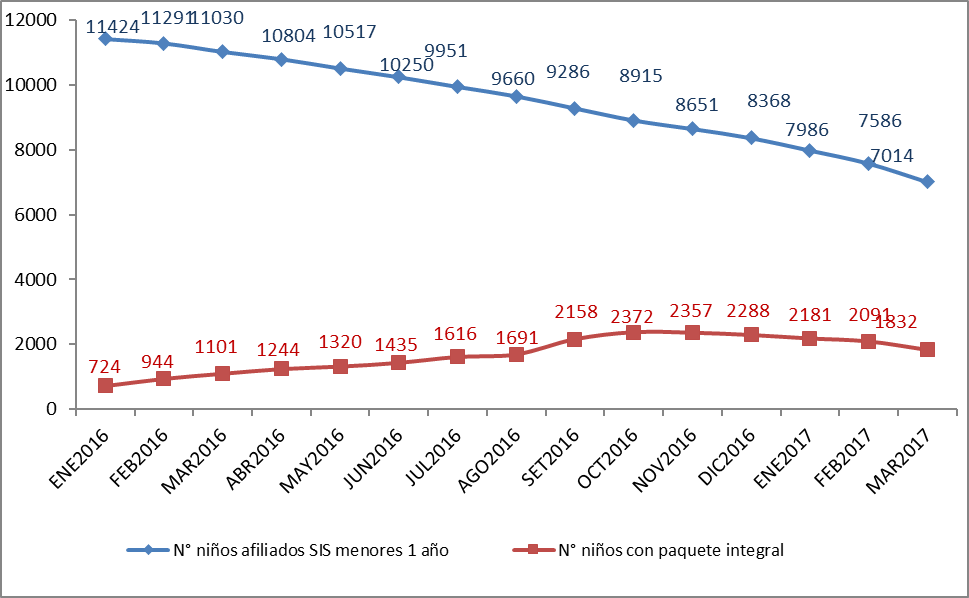 12000
10000
8000
6000
4000
2000
0
11424
11291
11030
10804
10517
10250
9951
9660
9286
8915
8651
8368
7986
7586
7014
724
944
1101
1244
1320
1435
1616
1691
2158
2372
2357
2288
2181
2091
1832
ENE2016
FEB2016
MAR2016
ABR2016
MAY2016
JUN2016
JUL2016
AGO2016
SET2016
OCT2016
NOV2016
DIC2016
ENE2017
FEB2017
MAR2017
N° niños afiliados SIS menores 1 año
N° niños con paquete integral